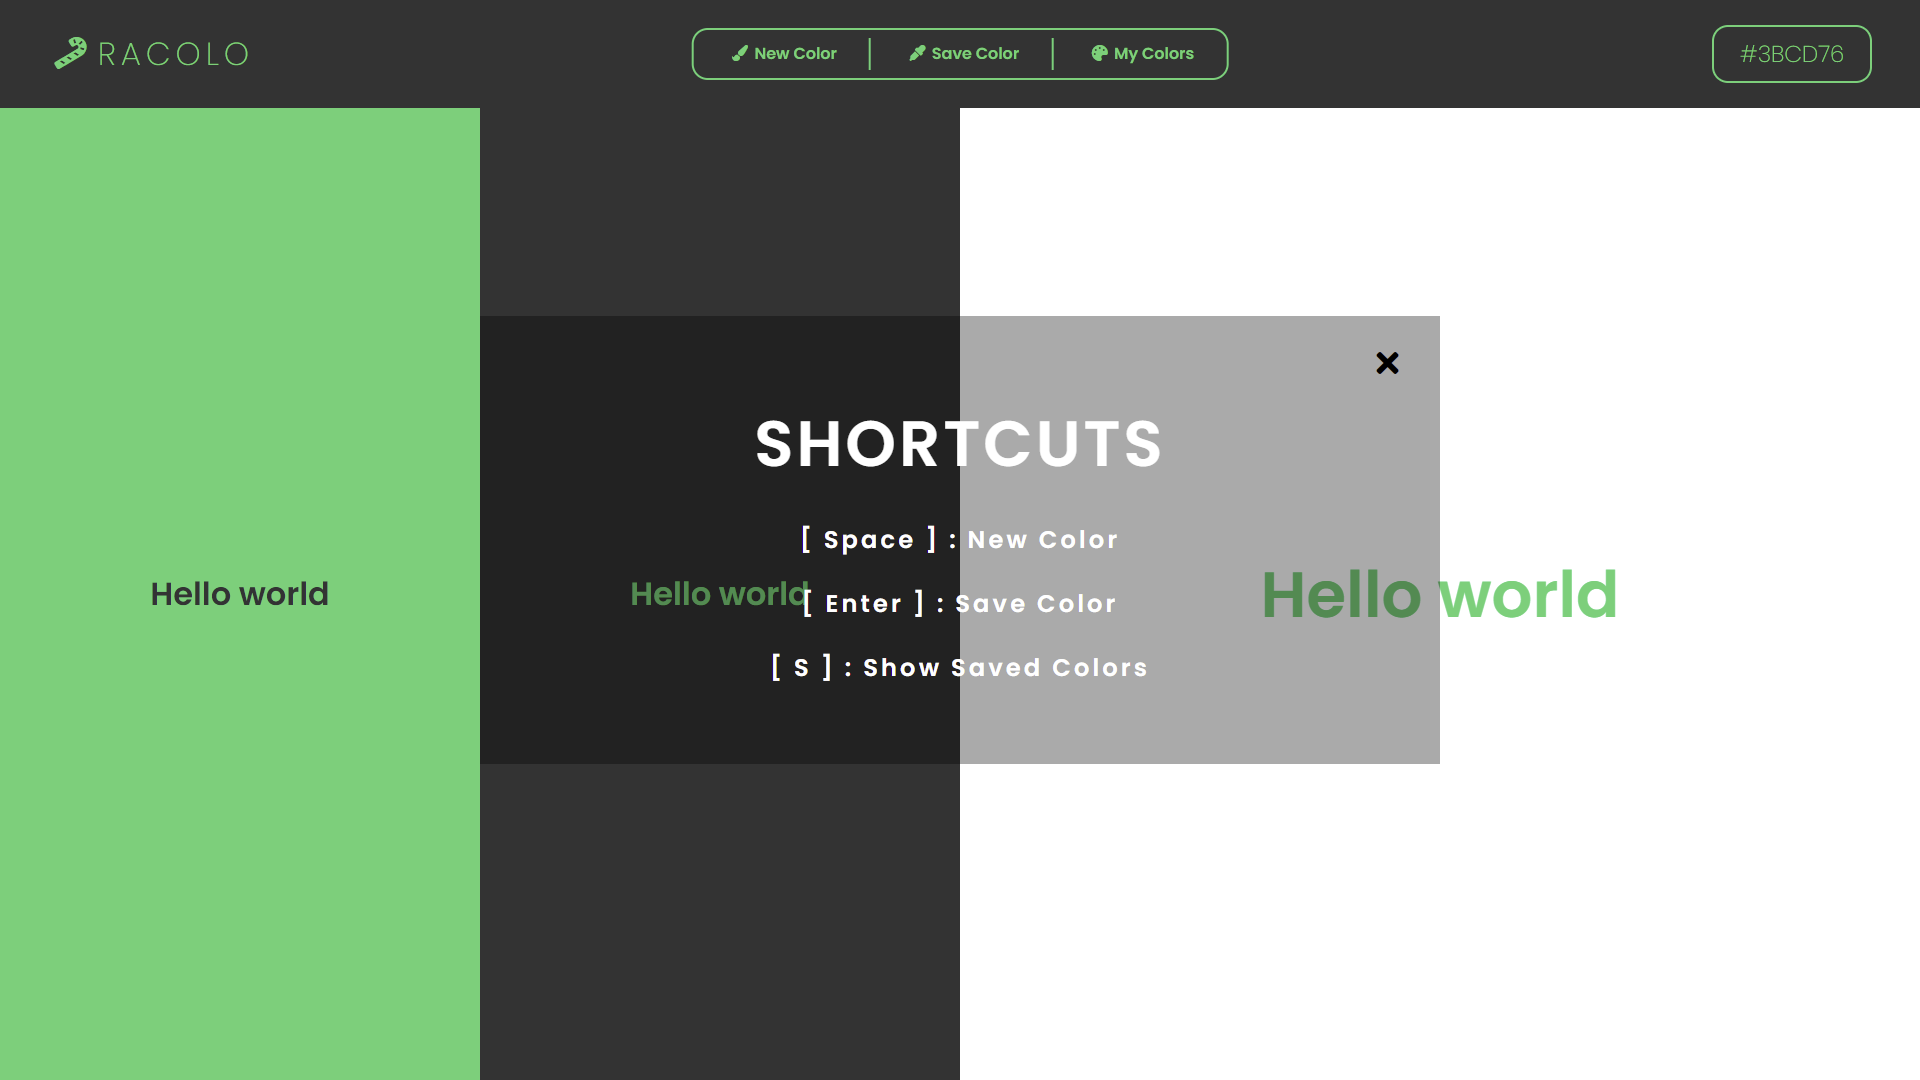 RACOLO
New Color
Save Color
My Colors
#3BCD76
SHORTCUTS
[ Space ] : New Color
Hello world
Hello world
[ Enter ] : Save Color
Hello world
[ S ] : Show Saved Colors